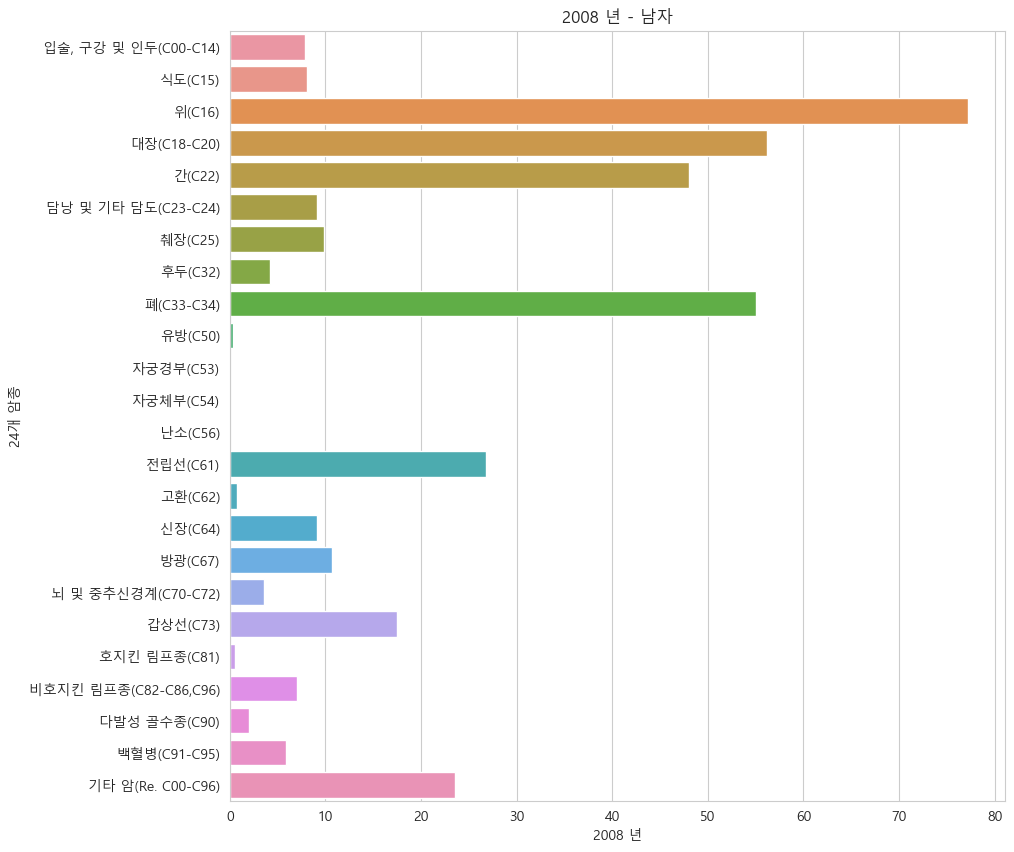 2008 년 - 남자
입술, 구강 및 인두(C00-C14)
식도(C15)
위(C16)
대장(C18-C20)
간(C22)
담낭 및 기타 담도(C23-C24)
췌장(C25)
후두(C32)
폐(C33-C34)
유방(C50)
자궁경부(C53)
자궁체부(C54)
난소(C56)
전립선(C61)
고환(C62)
신장(C64)
방광(C67)
뇌 및 중추신경계(C70-C72)
갑상선(C73)
호지킨 림프종(C81)
비호지킨 림프종(C82-C86,C96)
다발성 골수종(C90)
백혈병(C91-C95)
기타 암(Re. C00-C96)
24개 암종
0 10 20 30 40 50 60 70 80
2008 년